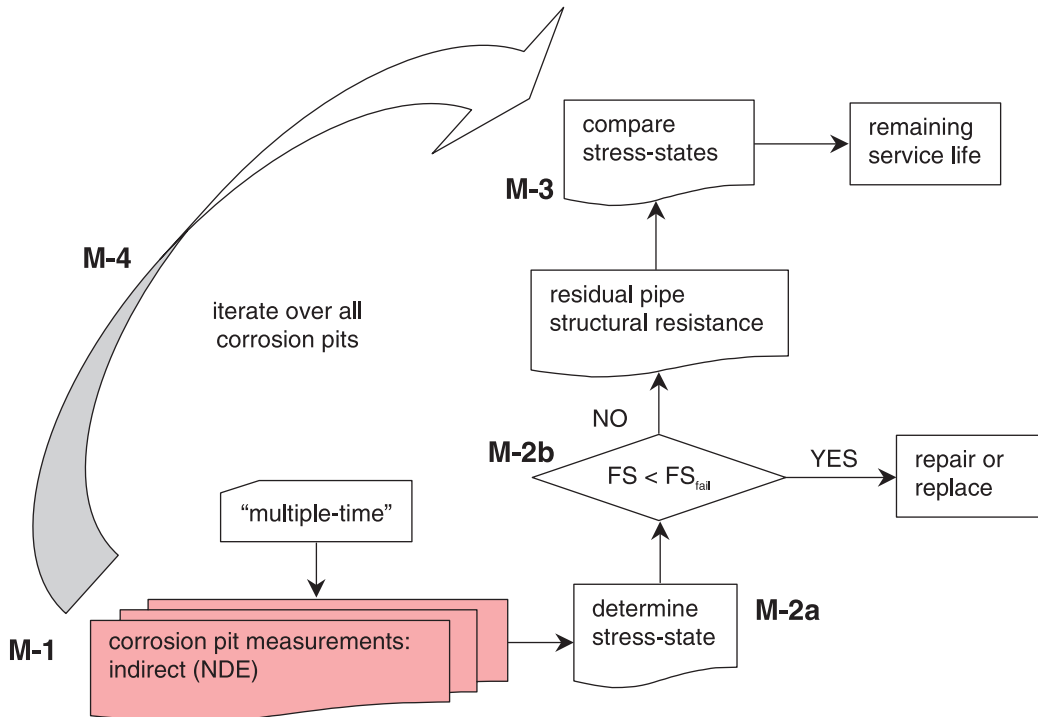 compare
stress-states
remaining
service life
M-3
M-4
residual pipe
structural resistance
iterate over all
corrosion pits
NO
M-2b
FS < FSfail
YES
repair or
replace
“multiple-time”
determine
stress-state
M-2a
M-1
corrosion pit measurements:
indirect (NDE)